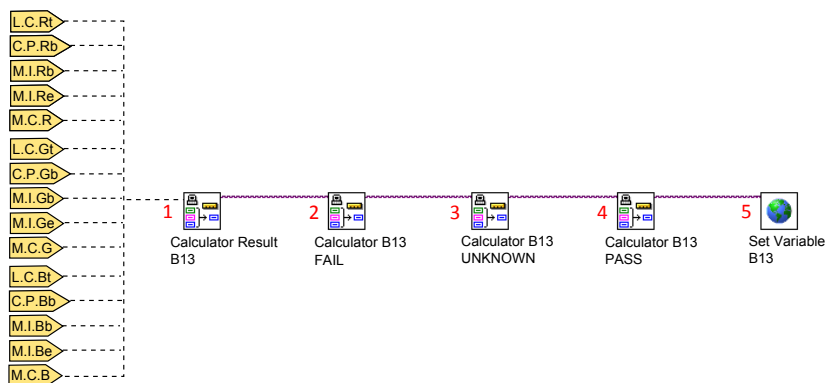 L.C.Rt
C.P.Rb
M.I.Rb
M.I.Re
M.C.R
L.C.Gt
C.P.Gb
M.I.Gb
M.I.Ge
M.C.G
L.C.Bt
C.P.Bb
M.I.Bb
M.I.Be
M.C.B
1
Calculator Result
B13
2
Calculator B13
FAIL
3
Calculator B13
UNKNOWN
4
Calculator B13
PASS
5
Set Variable
B13